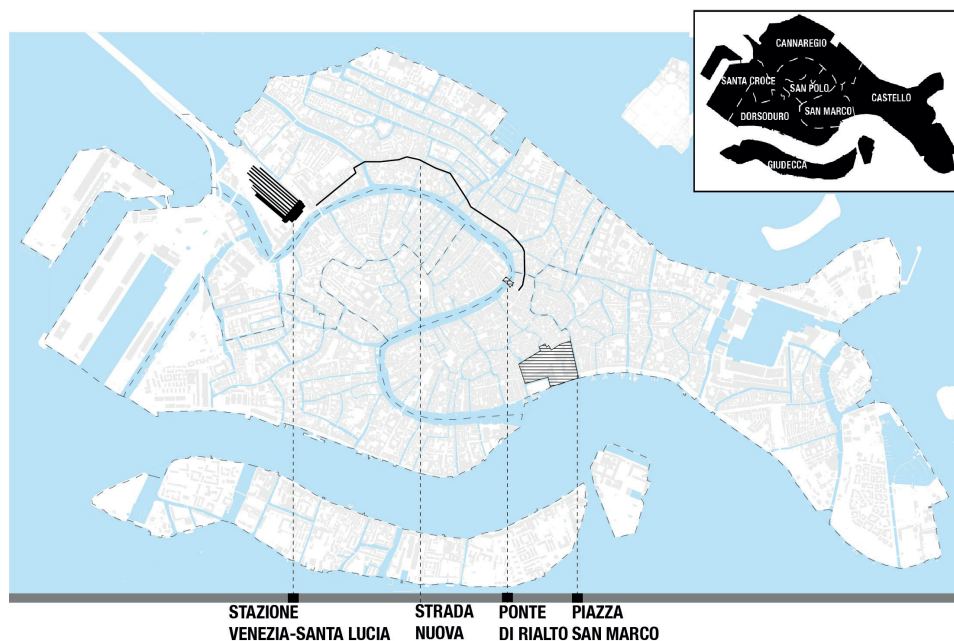 CANNAREGIO
SANTA CROCE
SAN POLO
CASTELLO
SAN MARCO
DORSODURO
GIUDECCA
STAZIONE
VENEZIA-SANTA LUCIA
STRADA
NUOVA
PONTE
DI RIALTO
PIAZZA
SAN MARCO